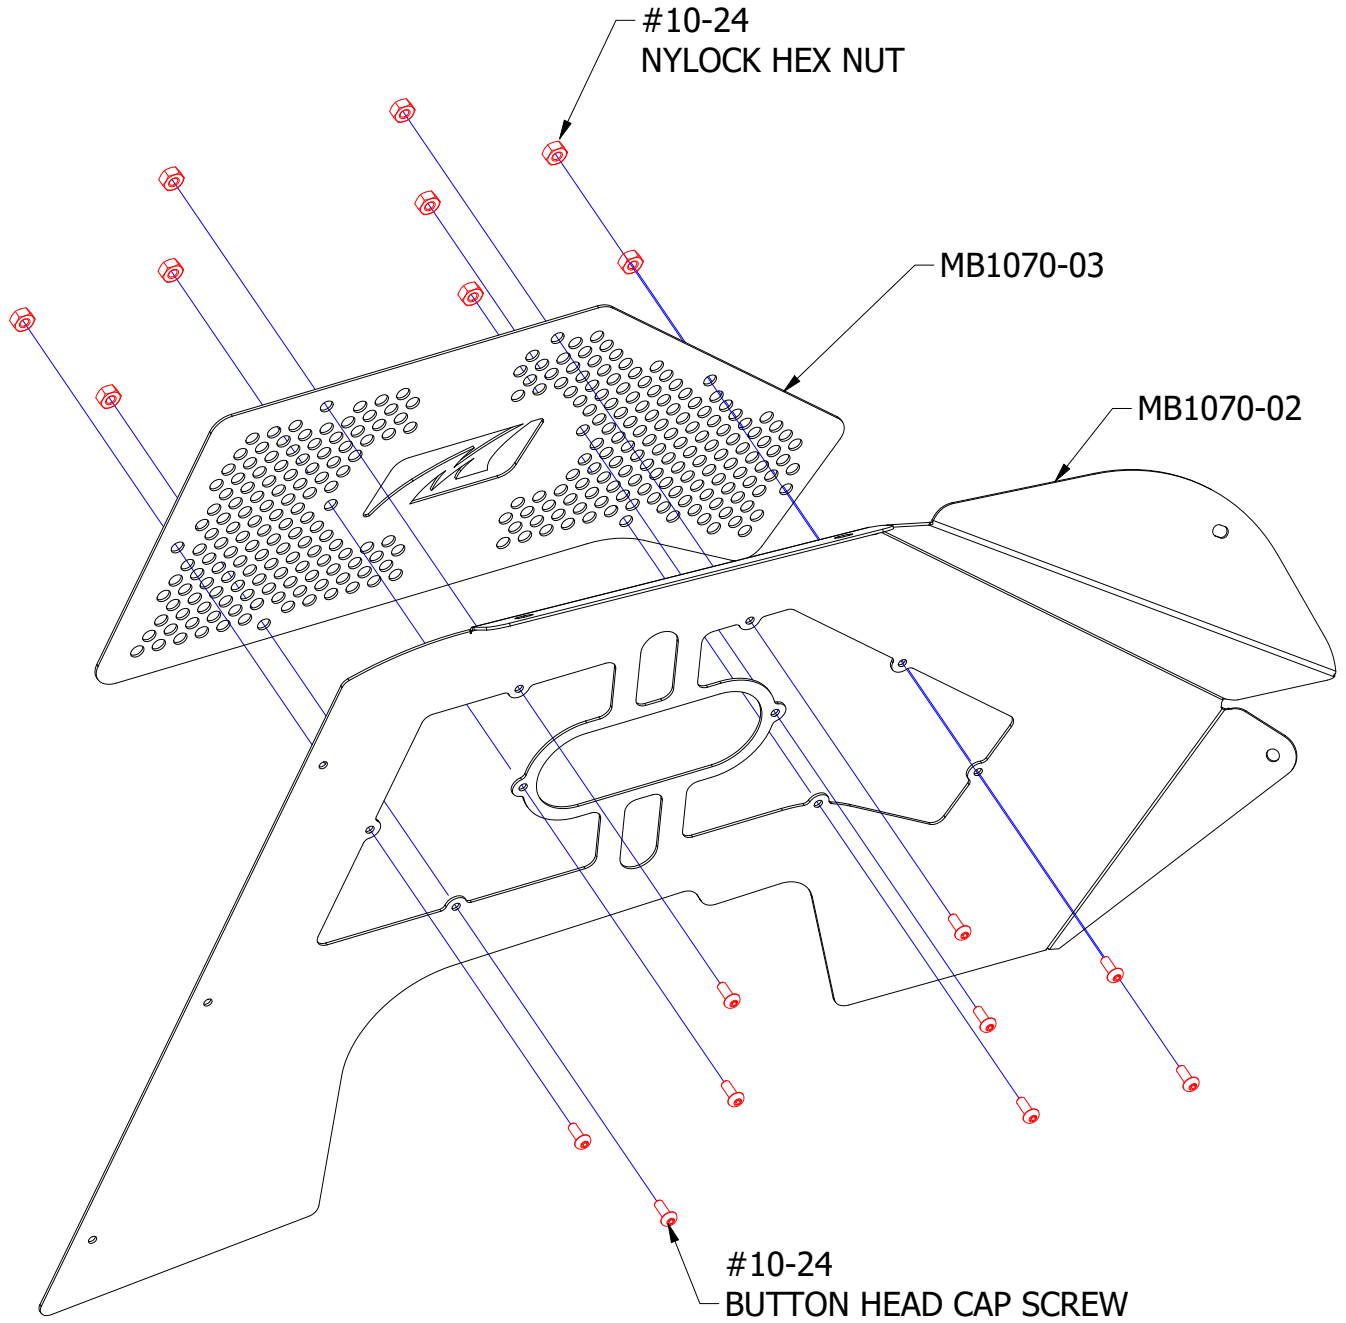 #10-24
NYLOCK HEX NUT
MB1070-03
MB1070-02
#10-24
BUTTON HEAD CAP SCREW